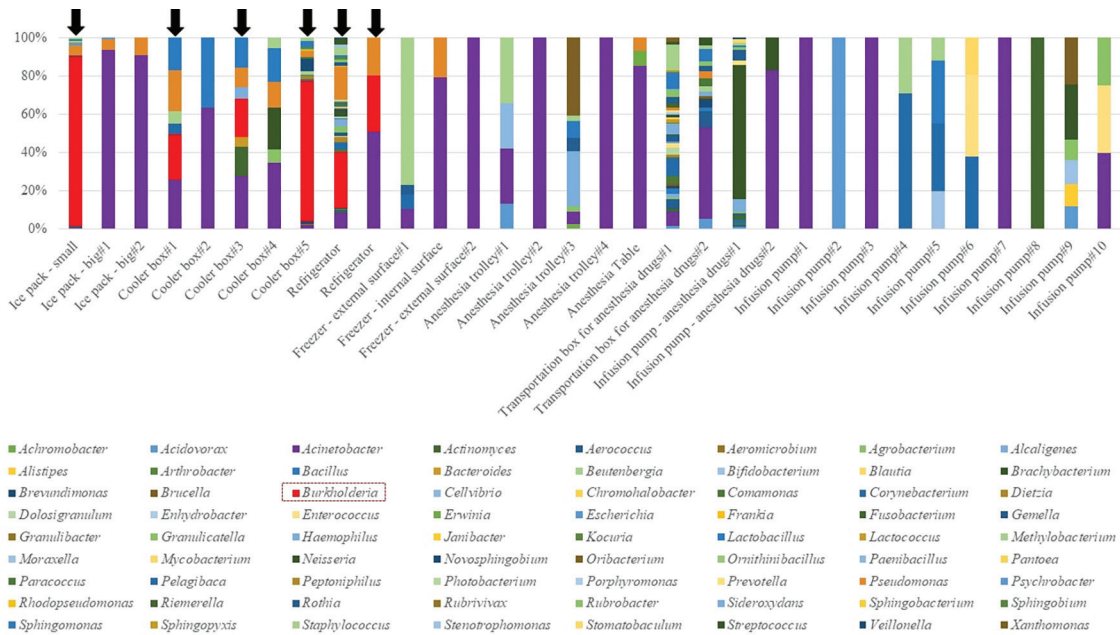 100%
80%
60%
40%
20%
0%
Ice pack - small
Ice pack - big#1
Ice pack - big#2
Cooler box#1
Cooler box#2
Cooler box#3
Cooler box#4
Cooler box#5
Refrigerator
Refrigerator
Freezer - external surface#1
Freezer - internal surface
Freezer - external surface#2
Anesthesia trolley#1
Anesthesia trolley#2
Anesthesia trolley#3
Anesthesia trolley#4
Anesthesia Table
Transportation box for anesthesia drugs#1
Transportation box for anesthesia drugs#2
Infusion pump - anesthesia drugs#1
Infusion pump - anesthesia drugs#2
Infusion pump#1
Infusion pump#2
Infusion pump#3
Infusion pump#4
Infusion pump#5
Infusion pump#6
Infusion pump#7
Infusion pump#8
Infusion pump#9
Infusion pump#10
Achromobacter Acidovorax Acinetobacter Actinomyces Aerococcus Aeromicrobium Agrobacterium Alcaligenes
Alistipes Arthrobacter Bacillus Bacteroides Beutenbergia Bifidobacterium Blautia Brachybacterium
Brevundimonas Brucella Burkholderia Cellvibrio Chromohalobacter Comamonas Corynebacterium Dietzia
Dolosigranulum Enhydrobacter Enterococcus Erwinia Escherichia Frankia Fusobacterium Gemella
Granulibacter Granulicatella Haemophilus Janibacter Kocuria Lactobacillus Lactococcus Methylobacterium
Moraxella Mycobacterium Neisseria Novosphingobium Oribacterium Ornithinibacillus Paenibacillus Pantoea
Paracoccus Pelagibaca Peptoniphilus Photobacterium Porphyromonas Prevotella Pseudomonas Psychrobacter
Rhodopseudomonas Riemerella Rothia Rubrivivax Rubrobacter Sideroxydans Sphingobacterium Sphingobium
Sphingomonas Sphingopyxis Staphylococcus Stenotrophomonas Stomatobaculum Streptococcus Veillonella Xanthomonas